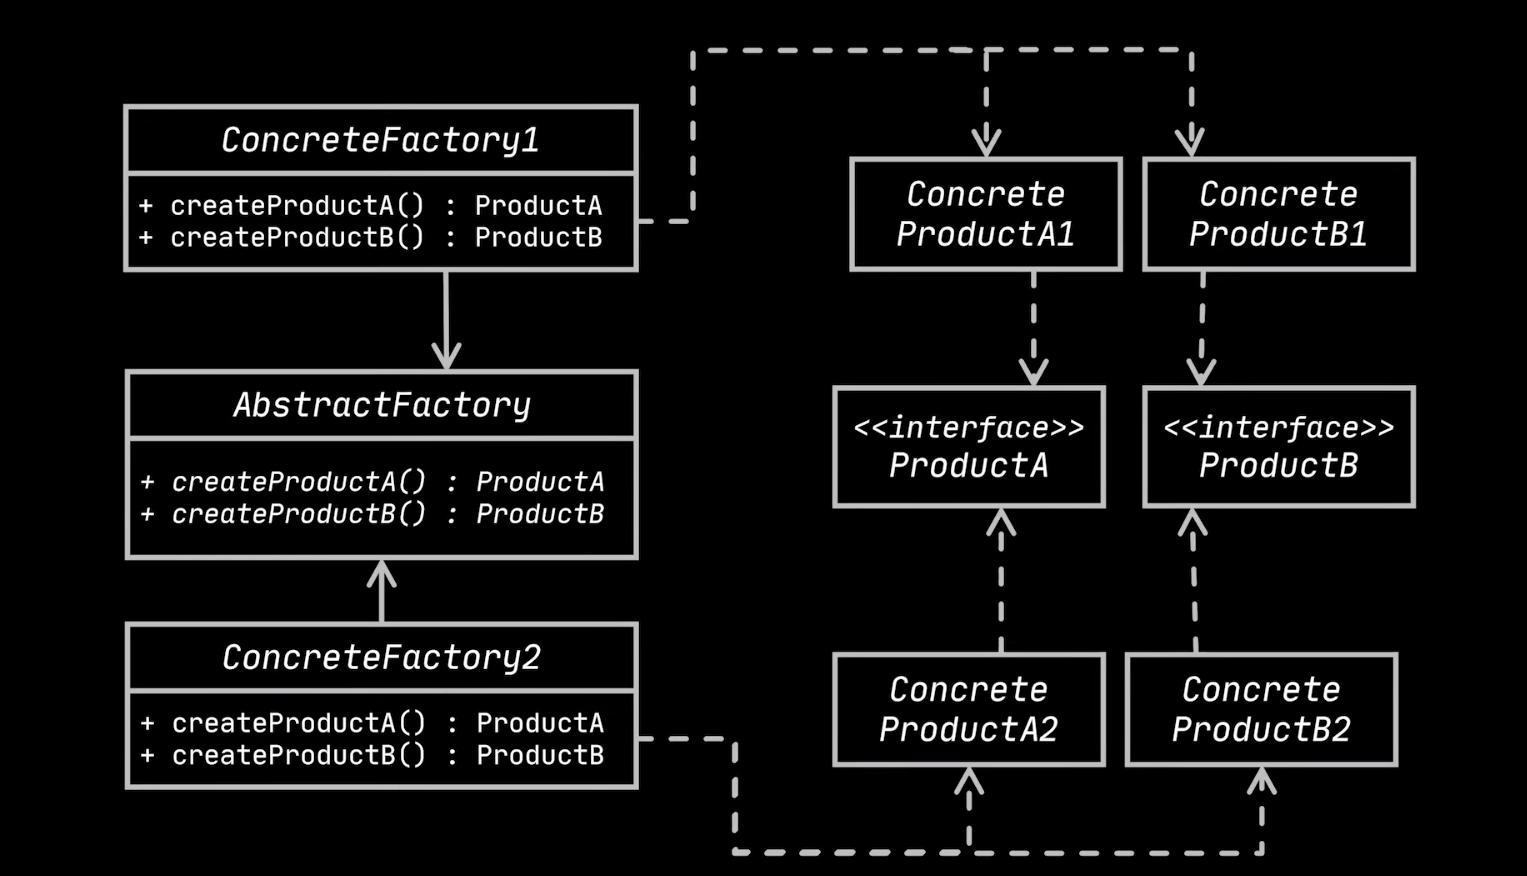 ConcreteFactory1
+ createProductA() : ProductA
+ createProductB() : ProductB
Concrete
ProductA1
Concrete
ProductB1
AbstractFactory
+ createProductA() : ProductA
+ createProductB() : ProductB
<<interface>>
ProductA
<<interface>>
ProductB
ConcreteFactory2
+ createProductA() : ProductA
+ createProductB() : ProductB
Concrete
ProductA2
Concrete
ProductB2